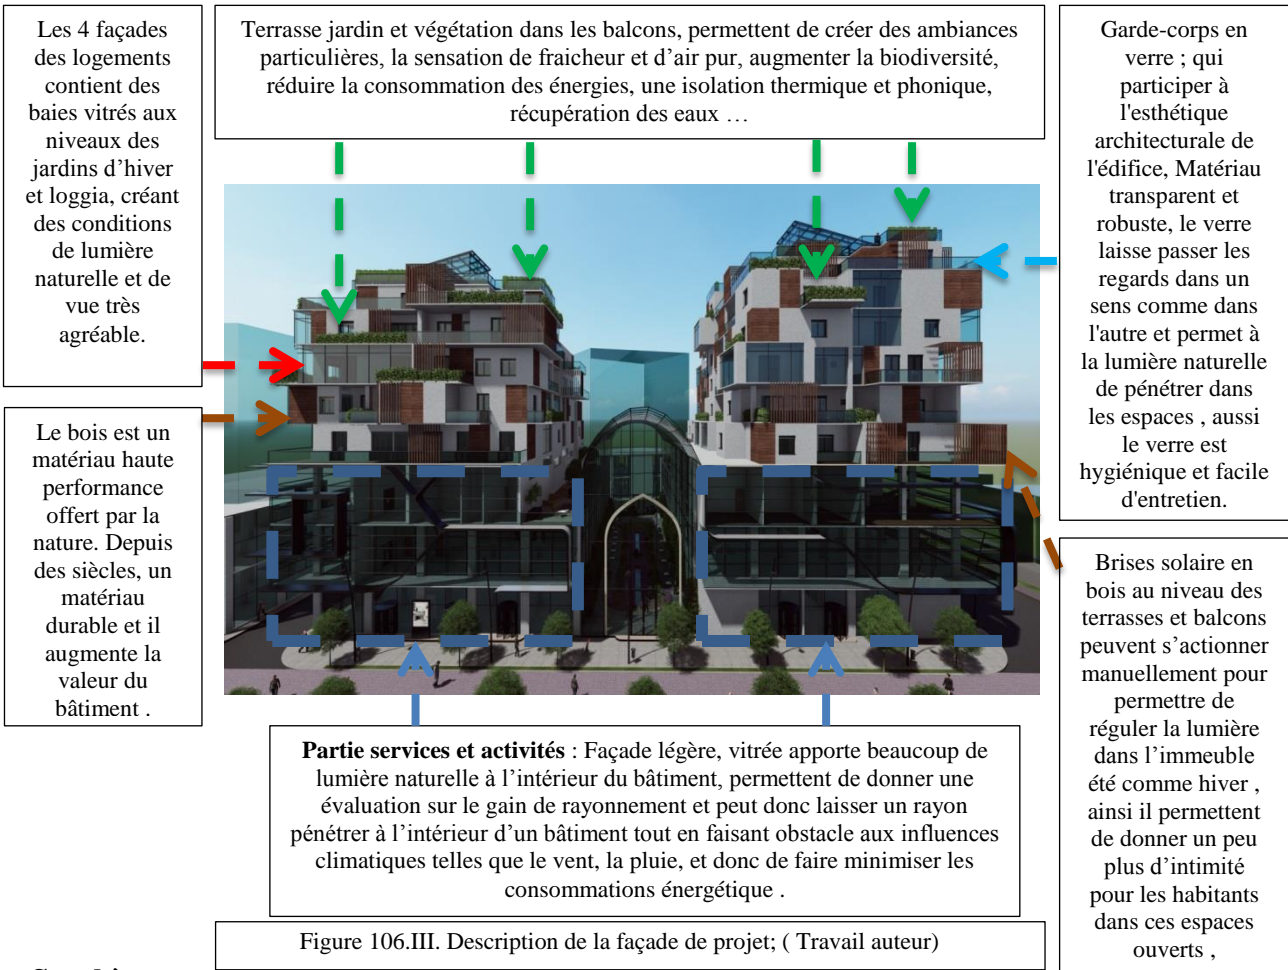 Les 4 façades
des logements
contient des
baies vitrés aux
niveaux des
jardins d’hiver
et loggia, créant
des conditions
de lumière
naturelle et de
vue très
agréable.
Terrasse jardin et végétation dans les balcons, permettent de créer des ambiances
particulières, la sensation de fraicheur et d’air pur, augmenter la biodiversité,
réduire la consommation des énergies, une isolation thermique et phonique,
récupération des eaux …
Garde-corps en
verre ; qui
participer à
l'esthétique
architecturale de
l'édifice, Matériau
transparent et
robuste, le verre
laisse passer les
regards dans un
sens comme dans
l'autre et permet à
la lumière naturelle
de pénétrer dans
les espaces , aussi
le verre est
hygiénique et facile
d'entretien.
Le bois est un
matériau haute
performance
offert par la
nature. Depuis
des siècles, un
matériau
durable et il
augmente la
valeur du
bâtiment .
Brises solaire en
bois au niveau des
terrasses et balcons
peuvent s’actionner
manuellement pour
permettre de
réguler la lumière
dans l’immeuble
été comme hiver ,
ainsi il permettent
de donner un peu
plus d’intimité
pour les habitants
dans ces espaces
ouverts ,
Partie services et activités : Façade légère, vitrée apporte beaucoup de
lumière naturelle à l’intérieur du bâtiment, permettent de donner une
évaluation sur le gain de rayonnement et peut donc laisser un rayon
pénétrer à l’intérieur d’un bâtiment tout en faisant obstacle aux influences
climatiques telles que le vent, la pluie, et donc de faire minimiser les
consommations énergétique .
Figure 106.III. Description de la façade de projet; ( Travail auteur)